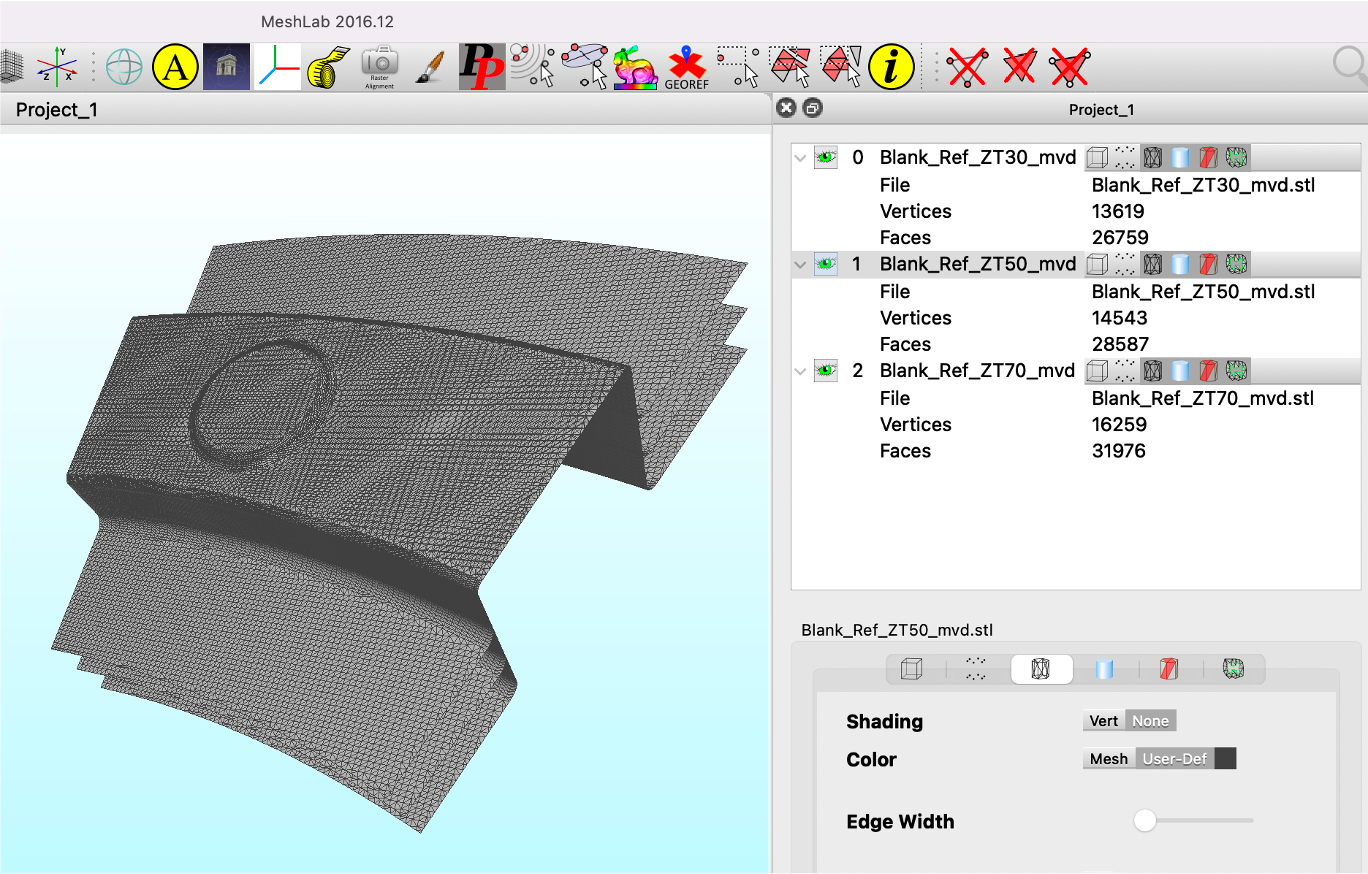 MeshLab 2016.12
Y
Z X
A
Raster
Alignment
PP
GEOREF
i
Project_1
Project_1
0 Blank_Ref_ZT30_mvd
File Blank_Ref_ZT30_mvd.stl
Vertices 13619
Faces 26759
1 Blank_Ref_ZT50_mvd
File Blank_Ref_ZT50_mvd.stl
Vertices 14543
Faces 28587
2 Blank_Ref_ZT70_mvd
File Blank_Ref_ZT70_mvd.stl
Vertices 16259
Faces 31976
Blank_Ref_ZT50_mvd.stl
Shading Vert None
Color Mesh User-Def
Edge Width